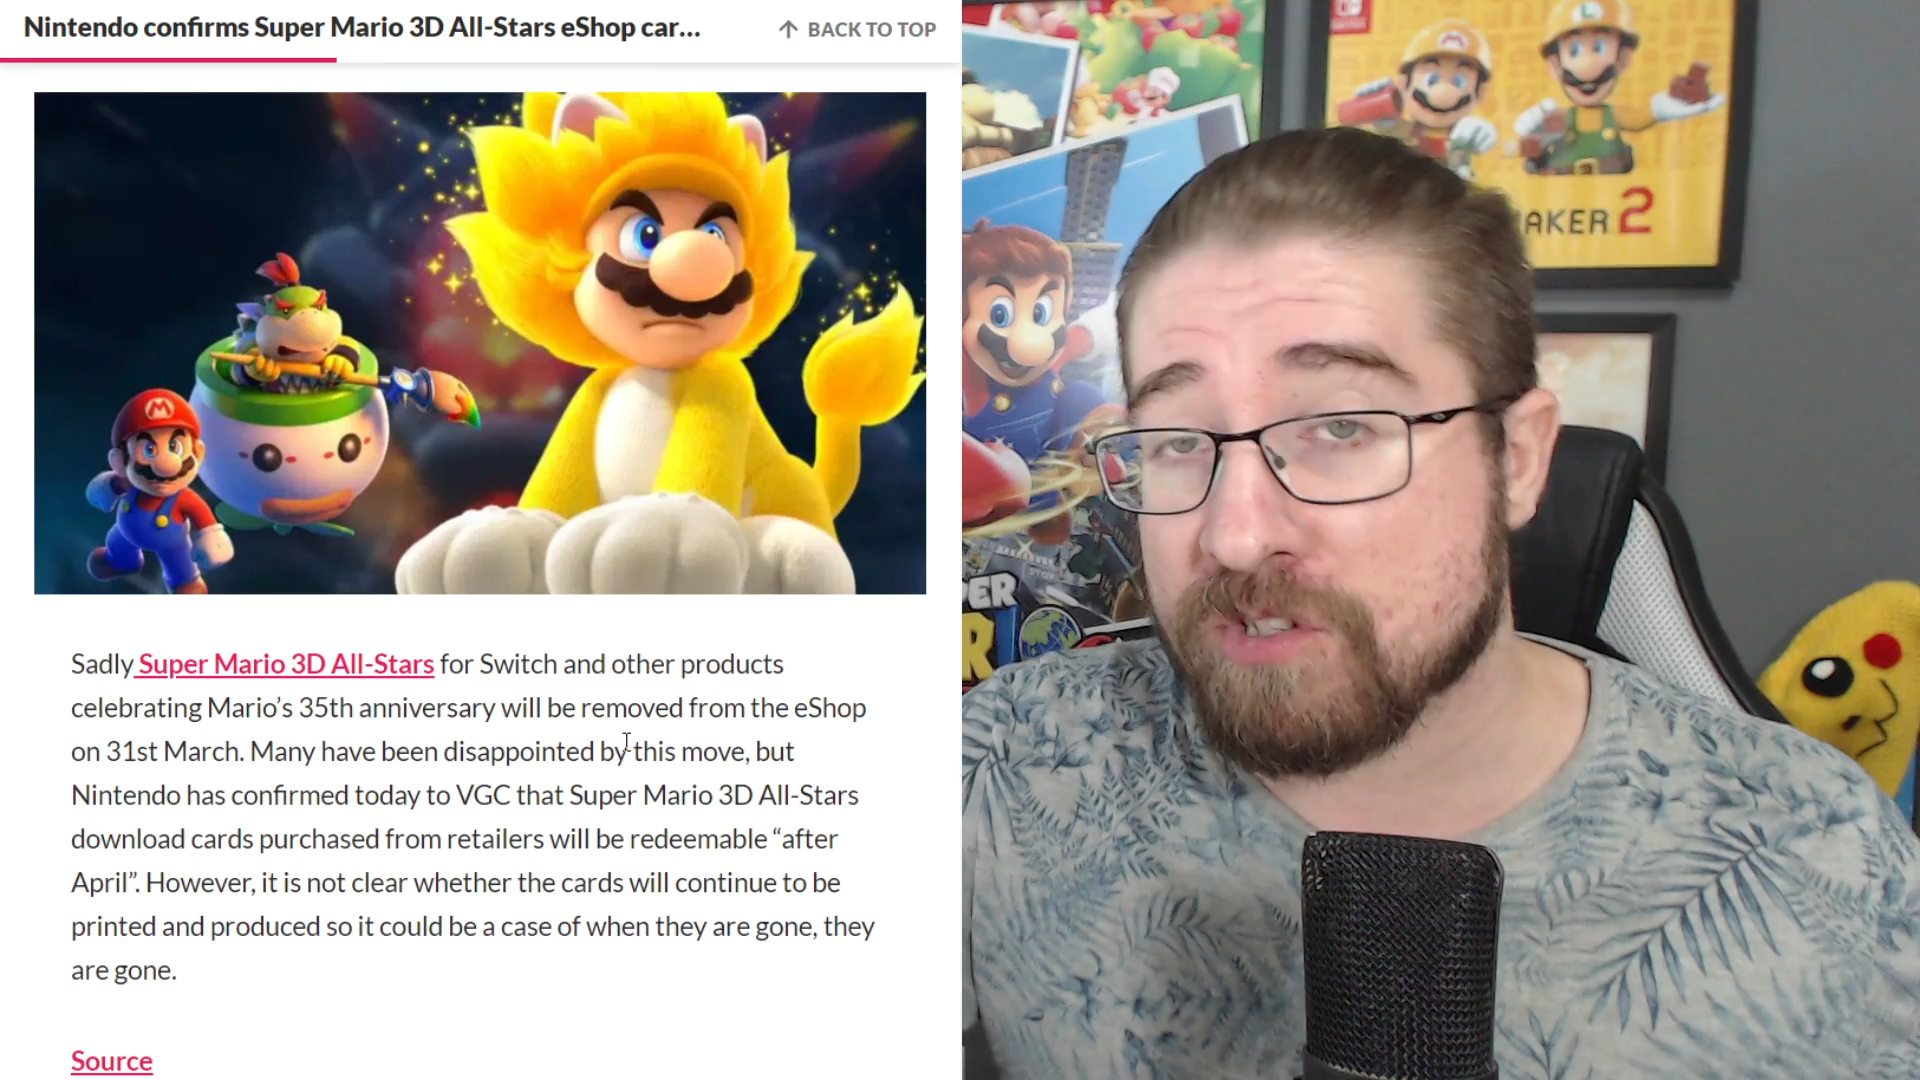 Nintendo confirms Super Mario 3D All-Stars eShop car...
BACK TO TOP
Sadly Super Mario 3D All-Stars for Switch and other products
celebrating Mario’s 35th anniversary will be removed from the eShop
on 31st March. Many have been disappointed by this move, but
Nintendo has confirmed today to VGC that Super Mario 3D All-Stars
download cards purchased from retailers will be redeemable “after
April”. However, it is not clear whether the cards will continue to be
printed and produced so it could be a case of when they are gone, they
are gone.
Source
AKER 2